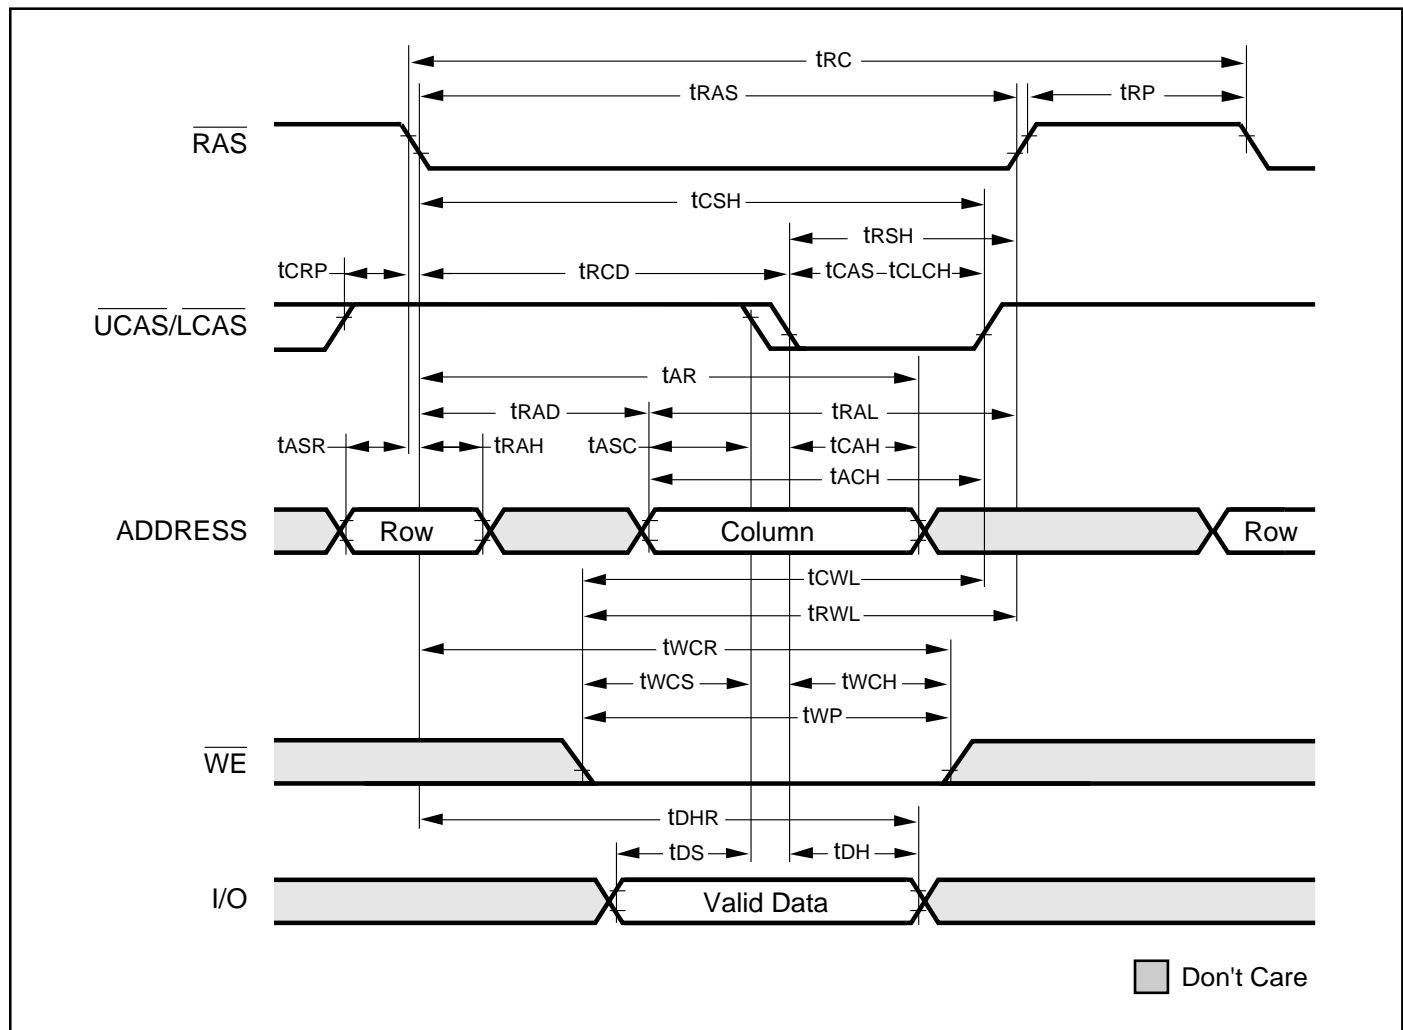 tRC
tRAS tRP
RAS
tCSH
tRSH
tCRP tRCD tCAS tCLCH
UCAS/LCAS
tAR
tRAD tRAL
tASR tRAH tASC tCAH
tACH
ADDRESS Row Column Row
tCWL
tRWL
tWCR
tWCS tWCH
tWP
WE
tDHR
tDS tDH
I/O Valid Data
Don't Care